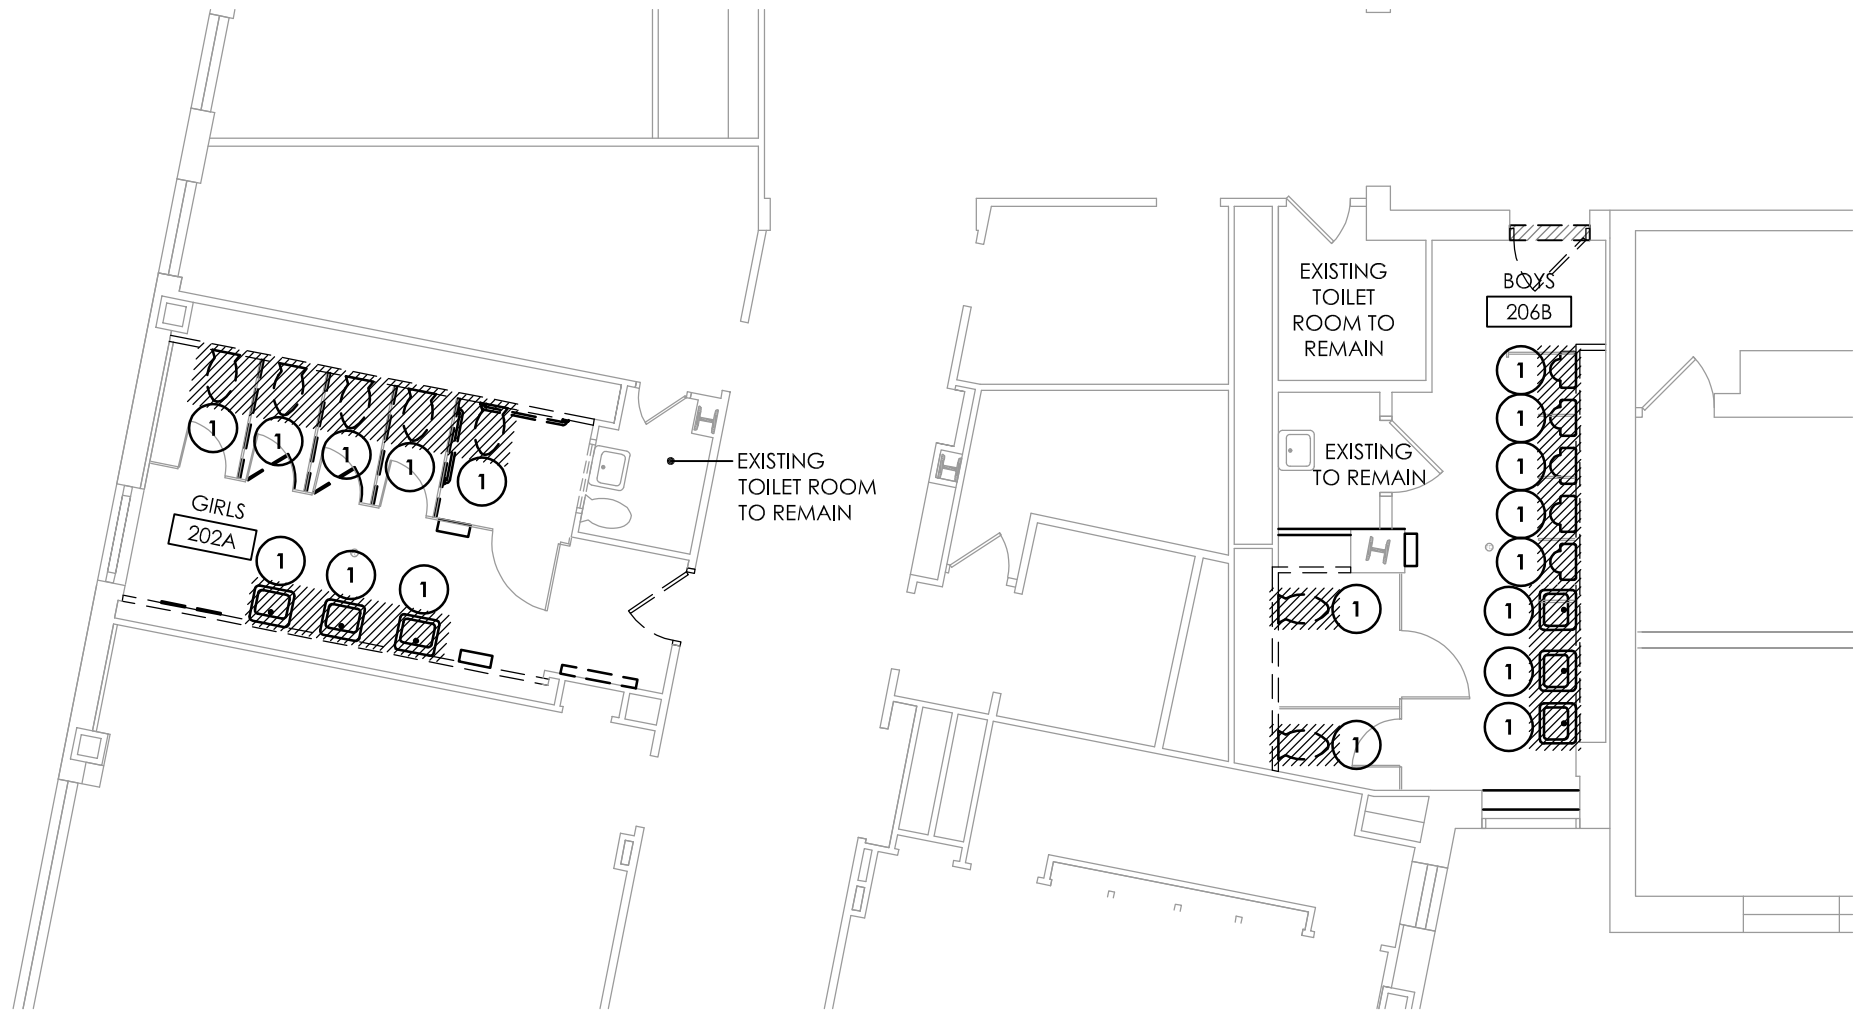 EXISTING
TOILET
ROOM TO
REMAIN
BOYS
206B
1
1
1
1
1
1
1
1
EXISTING
TO REMAIN
1
1
1
1
1
1
1
EXISTING
TOILET ROOM
TO REMAIN
GIRLS
202A
1
1
1